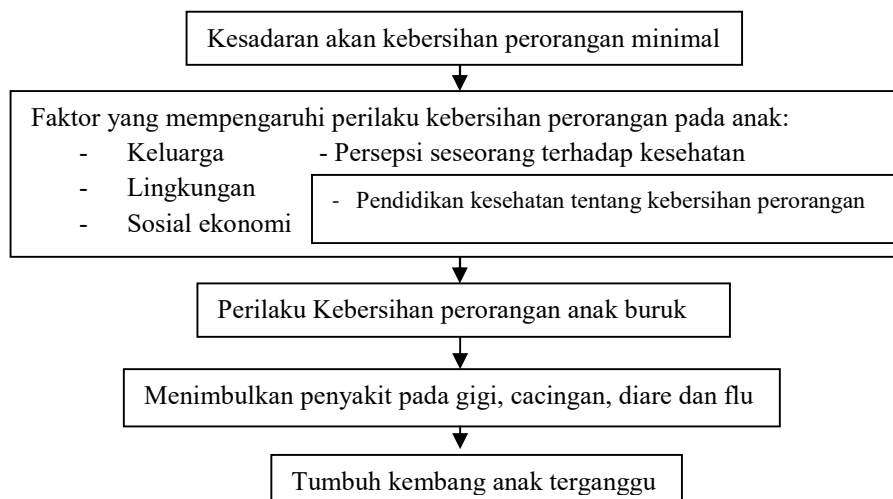 Kesadaran akan kebersihan perorangan minimal
Faktor yang mempengaruhi perilaku kebersihan perorangan pada anak:
- Keluarga - Persepsi seseorang terhadap kesehatan
- Lingkungan
- Pendidikan kesehatan tentang kebersihan perorangan
- Sosial ekonomi
Perilaku Kebersihan perorangan anak buruk
Menimbulkan penyakit pada gigi, cacingan, diare dan flu
Tumbuh kembang anak terganggu